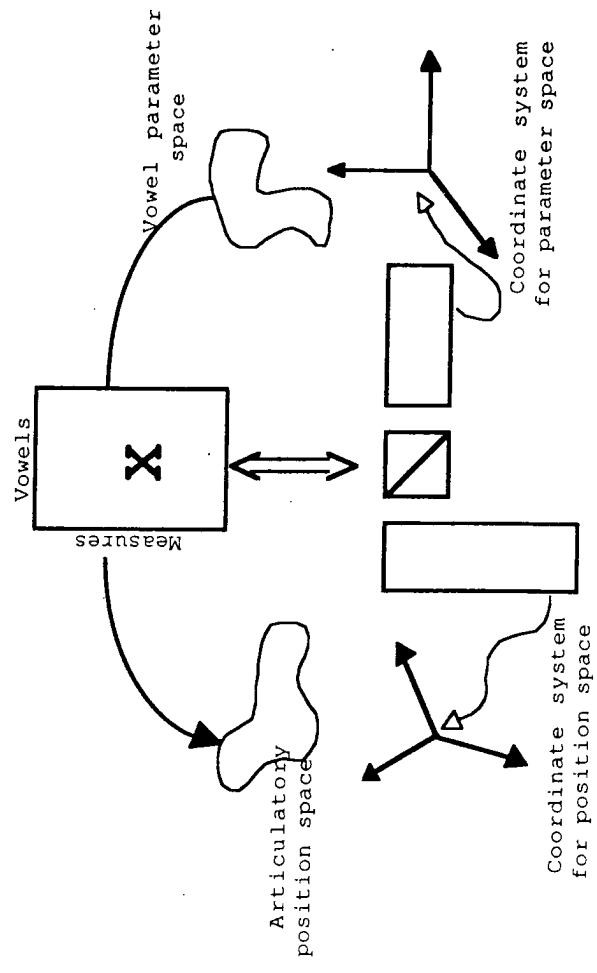 Vowels
Measures
X
Vowel parameter
space
Articulatory
position space
Coordinate system
for parameter space
Coordinate system
for position space